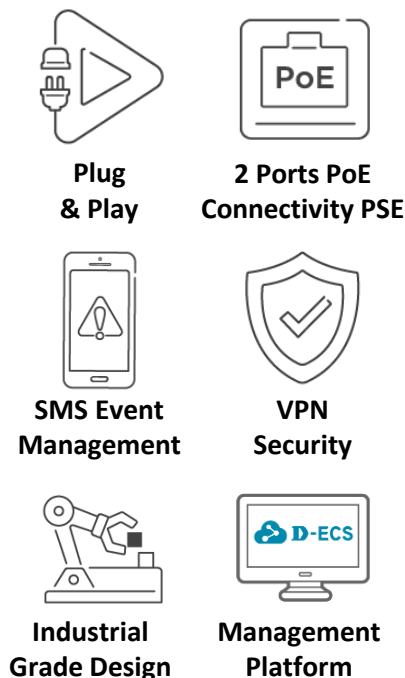 PoE
Plug
& Play
2 Ports PoE
Connectivity PSE
SMS Event
Management
VPN
Security
D-ECS
Industrial
Grade Design
Management
Platform